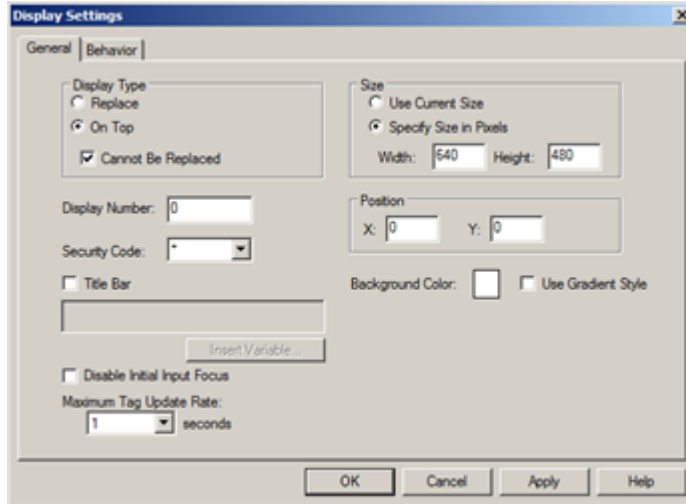 Display Settings
General Behavior
Display Type
Replace
On Top
Cannot Be Replaced
Size
Use Current Size
Specify Size in Pixels
Width: 640 Height: 480
Display Number: 0
Security Code: *
Position
X: 0 Y: 0
Title Bar
Background Color: Use Gradient Style
Insert Variable...
Disable Initial Input Focus
Maximum Tag Update Rate:
1 seconds
OK Cancel Apply Help